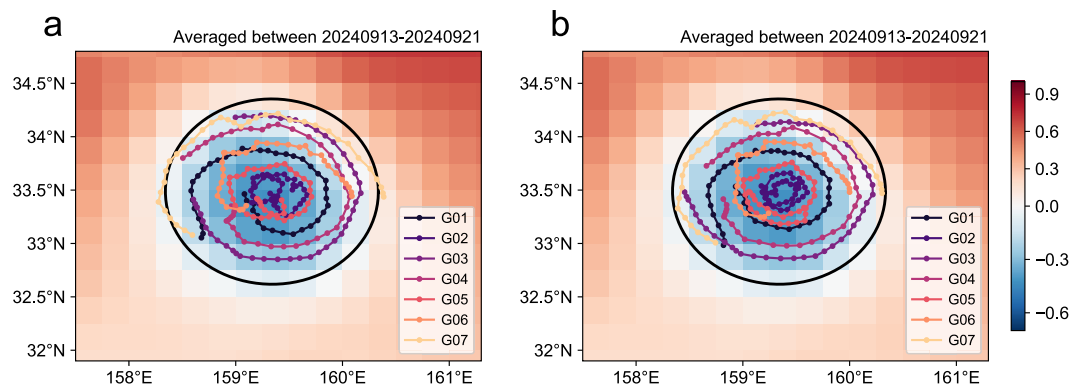 a
Averaged between 20240913-20240921
34.5°N
34°N
33.5°N
33°N
32.5°N
32°N
158°E
159°E
160°E
161°E
G01
G02
G03
G04
G05
G06
G07
b
Averaged between 20240913-20240921
34.5°N
34°N
33.5°N
33°N
32.5°N
32°N
158°E
159°E
160°E
161°E
G01
G02
G03
G04
G05
G06
G07
0.9
0.6
0.3
0.0
−0.3
−0.6